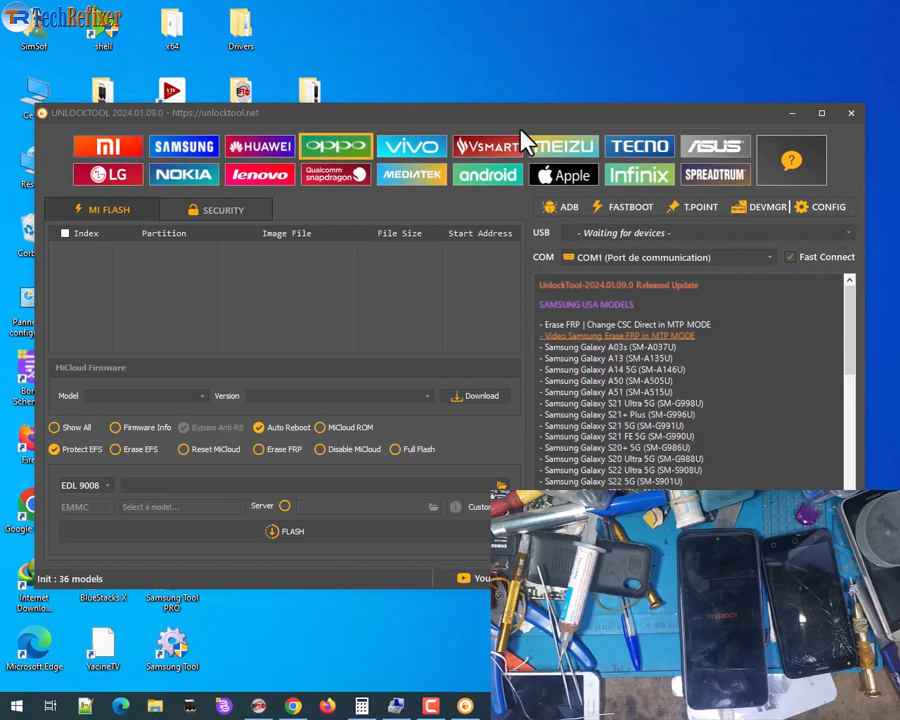 TR TechRefixer
SimSof
shell
x64
Drivers
UNLOCKTOOL 2024.01.09.0 - https://unlocktool.net
MI SAMSUNG HUAWEI OPPO vivo VSMART MEIZU TECNO ASUS
LG NOKIA lenovo Qualcomm snapdragon MEDIATEK android Apple Infinix SPREADTRUM ?
MI FLASH SECURITY
ADB FASTBOOT T.POINT DEVMGR CONFIG
Index Partition Image File File Size Start Address
USB - Waiting for devices -
COM COM1 (Port de communication) Fast Connect
UnlockTool-2024.01.09.0 Released Update
SAMSUNG USA MODELS
- Erase FRP | Change CSC Direct in MTP MODE
- Video Samsung Erase FRP in MTP MODE
- Samsung Galaxy A03s (SM-A037U)
- Samsung Galaxy A13 (SM-A135U)
- Samsung Galaxy A14 5G (SM-A146U)
- Samsung Galaxy A50 (SM-A505U)
- Samsung Galaxy A51 (SM-A515U)
- Samsung Galaxy S21 Ultra 5G (SM-G998U)
- Samsung Galaxy S21+ Plus (SM-G996U)
- Samsung Galaxy S21 5G (SM-G991U)
- Samsung Galaxy S21 FE 5G (SM-G990U)
- Samsung Galaxy S20+ 5G (SM-G986U)
- Samsung Galaxy S20 Ultra 5G (SM-G988U)
- Samsung Galaxy S22 Ultra 5G (SM-S908U)
- Samsung Galaxy S22 5G (SM-S901U)
MiCloud Firmware
Model Version Download
Show All Firmware Info Bypass Anti-RB Auto Reboot MiCloud ROM
Protect EFS Erase EFS Reset MiCloud Erase FRP Disable MiCloud Full Flash
EDL 9008
EMMC Select a model... Server Custom
FLASH
Init : 36 models
You
FASTBOOT
Internet
Downlo...
BlueStacks X
Samsung Tool
PRO
Microsoft Edge
YacineTV
Samsung Tool